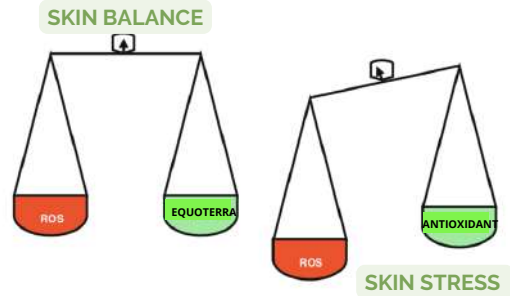 SKIN BALANCE
ROS
EQUOTERRA
ANTIOXIDANT
ROS
SKIN STRESS